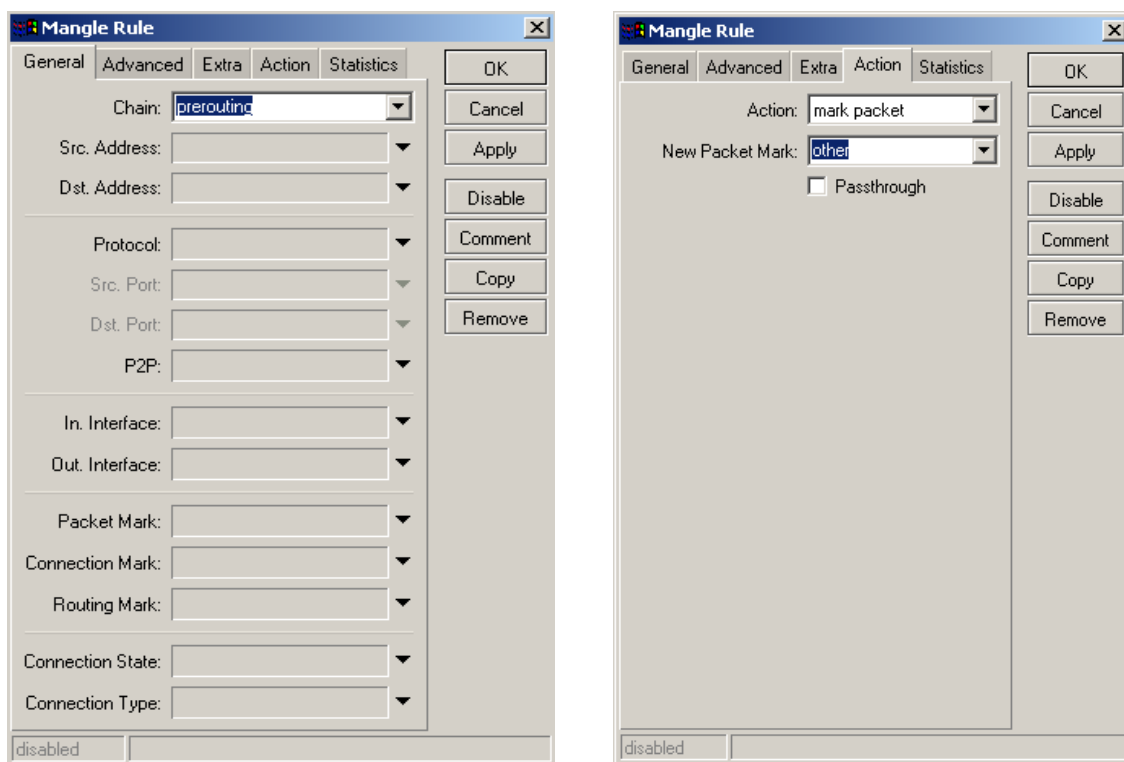 Mangle Rule
General Advanced Extra Action Statistics
Chain: prerouting
Src. Address:
Dst. Address:
Protocol:
Src. Port:
Dst. Port:
P2P:
In. Interface:
Out. Interface:
Packet Mark:
Connection Mark:
Routing Mark:
Connection State:
Connection Type:
OK
Cancel
Apply
Disable
Comment
Copy
Remove
disabled
Mangle Rule
General Advanced Extra Action Statistics
Action: mark packet
New Packet Mark: other
Passthrough
OK
Cancel
Apply
Disable
Comment
Copy
Remove
disabled